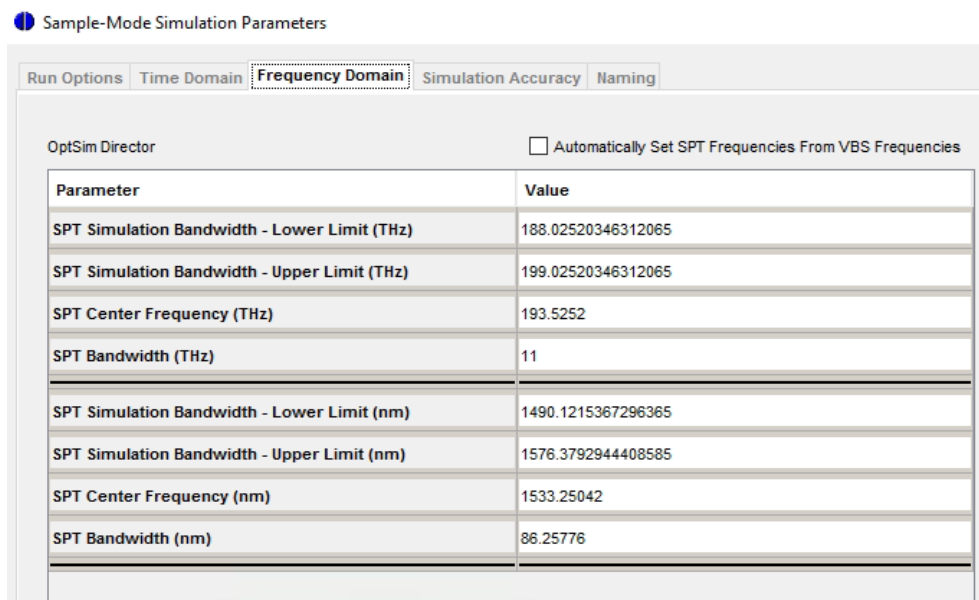 Sample-Mode Simulation Parameters
Run Options Time Domain Frequency Domain Simulation Accuracy Naming
OptSim Director Automatically Set SPT Frequencies From VBS Frequencies
Parameter Value
SPT Simulation Bandwidth - Lower Limit (THz) 188.02520346312065
SPT Simulation Bandwidth - Upper Limit (THz) 199.02520346312065
SPT Center Frequency (THz) 193.5252
SPT Bandwidth (THz) 11
SPT Simulation Bandwidth - Lower Limit (nm) 1490.1215367296365
SPT Simulation Bandwidth - Upper Limit (nm) 1576.3792944408585
SPT Center Frequency (nm) 1533.25042
SPT Bandwidth (nm) 86.25776